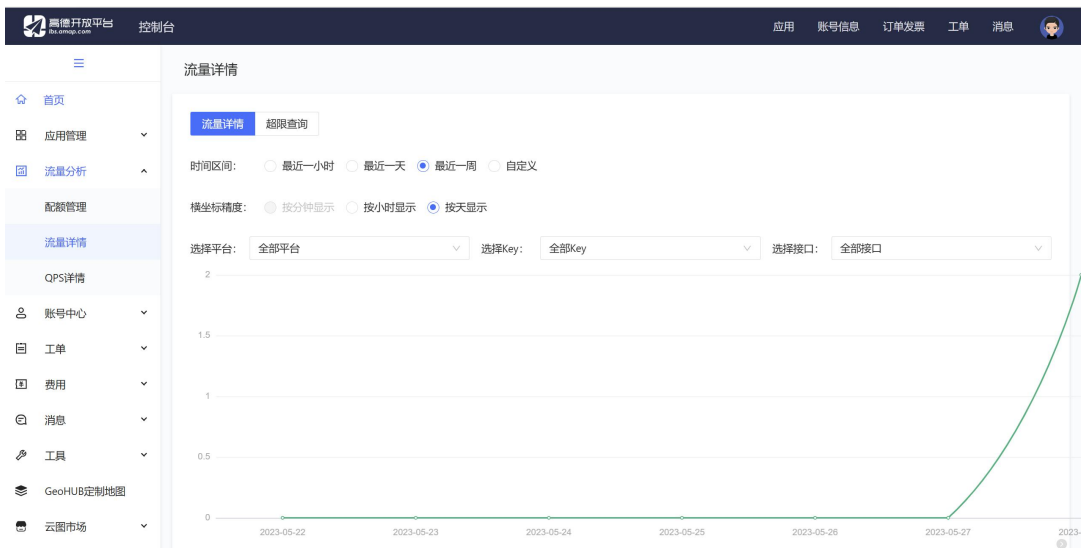 高德开放平台 控制台 应用 账号信息 订单发票 工单 消息
lbs.amap.com
流量详情
首页
应用管理
流量分析
配额管理
流量详情
QPS详情
账号中心
工单
费用
消息
工具
GeoHUB定制地图
云图市场
流量详情 超限查询
时间区间： 最近一小时 最近一天 最近一周 自定义
横坐标精度： 按分钟显示 按小时显示 按天显示
选择平台： 全部平台 选择Key： 全部Key 选择接口： 全部接口
2
1.5
1
0.5
0
2023-05-22 2023-05-23 2023-05-24 2023-05-25 2023-05-26 2023-05-27 2023-